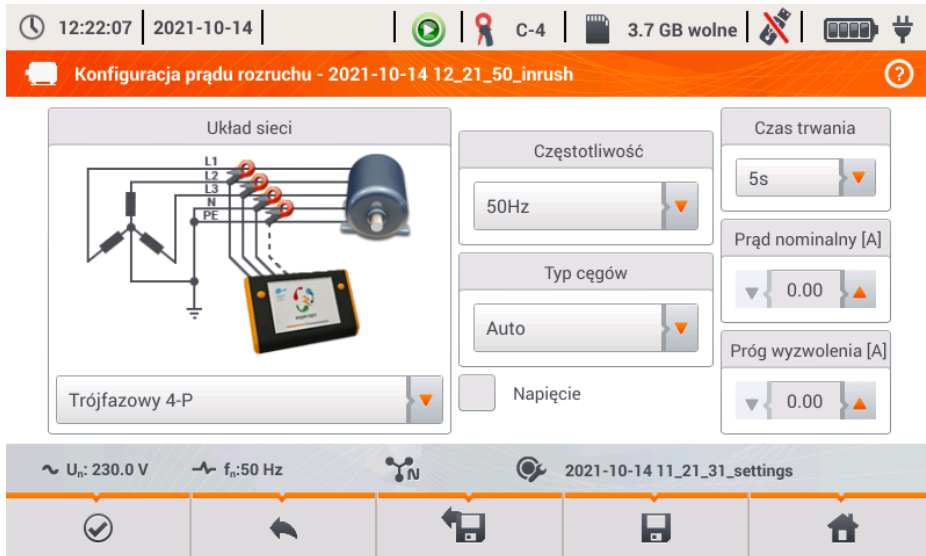 12:22:07 2021-10-14 C-4 3.7 GB wolne
Konfiguracja prądu rozruchu - 2021-10-14 12_21_50_inrush ?
Układ sieci
L1
L2
L3
N
PE
Trójfazowy 4-P
Częstotliwość
50Hz
Typ cęgów
Auto
Napięcie
Czas trwania
5s
Prąd nominalny [A]
0.00
Próg wyzwolenia [A]
0.00
Un: 230.0 V fn:50 Hz N 2021-10-14 11_21_31_settings